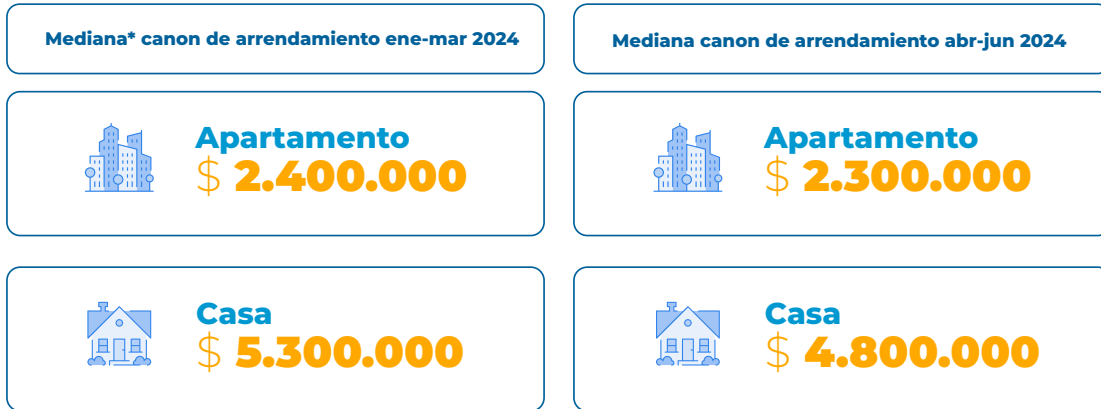 Mediana* canon de arrendamiento ene-mar 2024
Mediana canon de arrendamiento abr-jun 2024
Apartamento
$ 2.400.000
Apartamento
$ 2.300.000
Casa
$ 5.300.000
Casa
$ 4.800.000